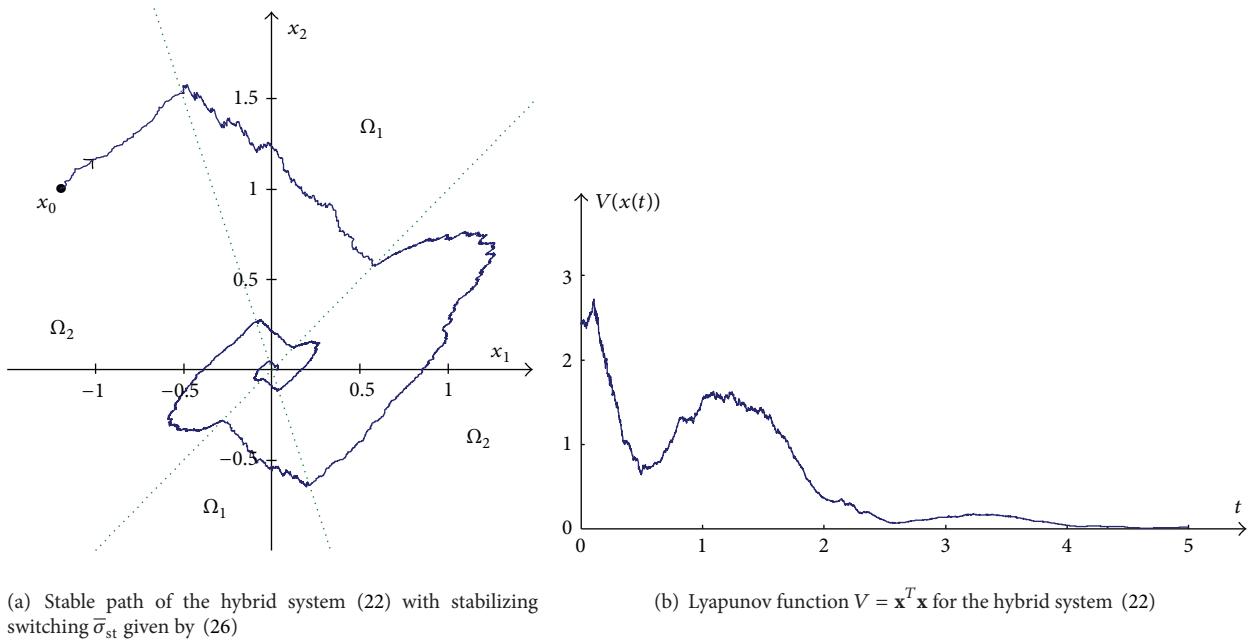 x₂
1.5
Ω₁
1
x₀
0.5
Ω₂
x₁
−1
−0.5
0.5
1
Ω₂
−0.5
Ω₁
(a) Stable path of the hybrid system (22) with stabilizing
switching σ̅ₛₜ given by (26)
V(x(t))
3
2
1
0
t
0
1
2
3
4
5
(b) Lyapunov function V = 𝐱ᵀ𝐱 for the hybrid system (22)